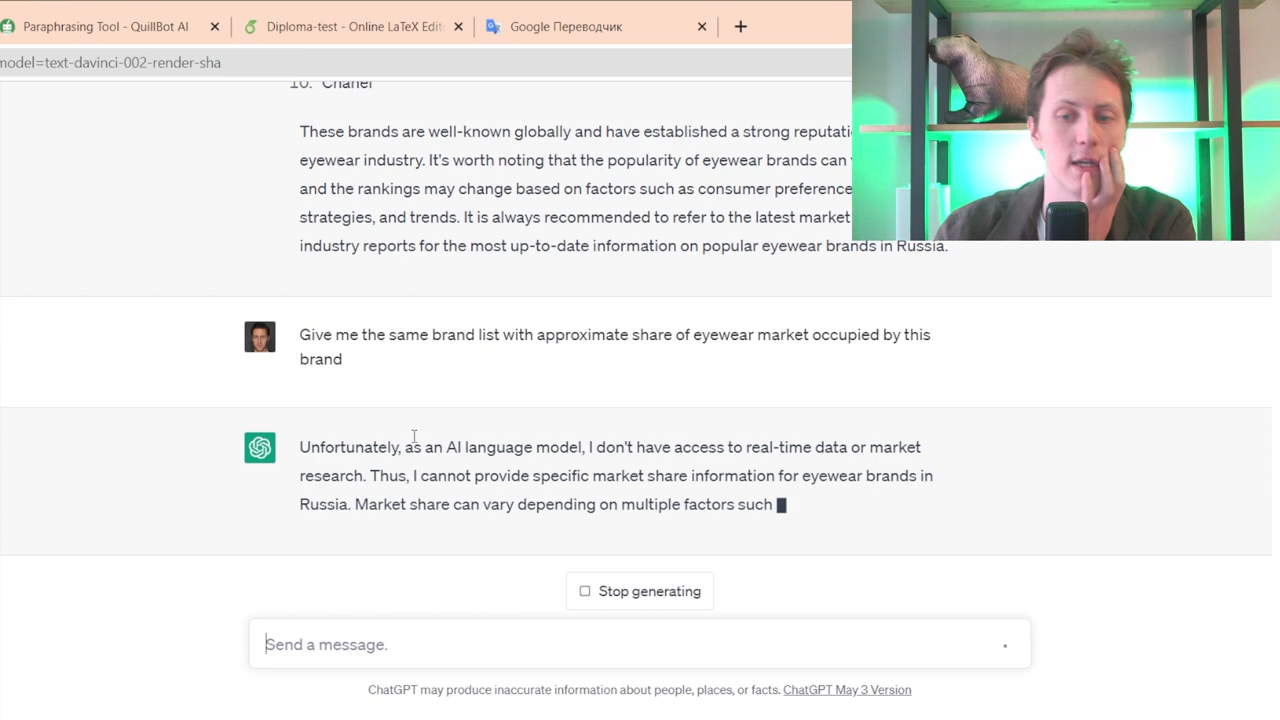 Paraphrasing Tool - QuillBot AI
Diploma-test - Online LaTeX Edit
Google Переводчик
model=text-davinci-002-render-sha
10. Chanel
These brands are well-known globally and have established a strong
eyewear industry. It's worth noting that the popularity of eyewear brands can
and the rankings may change based on factors such as consumer
strategies, and trends. It is always recommended to refer to the latest market
industry reports for the most up-to-date information on popular eyewear brands in Russia.
Give me the same brand list with approximate share of eyewear market occupied by this
brand
Unfortunately, as an AI language model, I don't have access to real-time data or market
research. Thus, I cannot provide specific market share information for eyewear brands in
Russia. Market share can vary depending on multiple factors such
Stop generating
Send a message.
ChatGPT may produce inaccurate information about people, places, or facts. ChatGPT May 3 Version